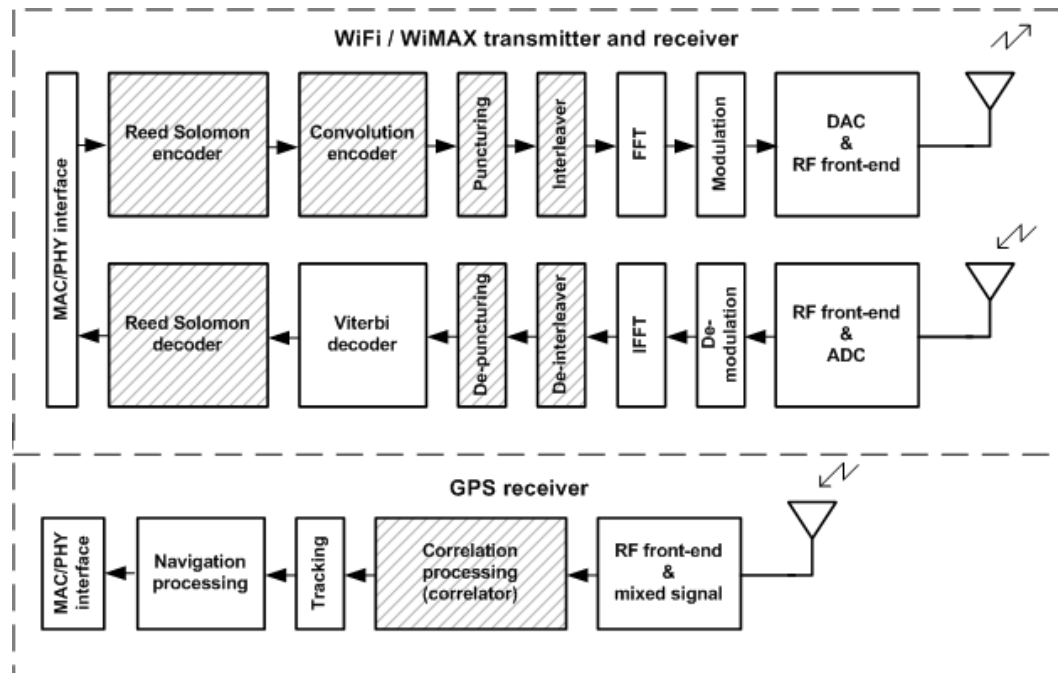 WiFi / WiMAX transmitter and receiver
MAC/PHY interface
Reed Solomon
encoder
Convolution
encoder
Puncturing
Interleaver
FFT
Modulation
DAC
&
RF front-end
Reed Solomon
decoder
Viterbi
decoder
De-puncturing
De-interleaver
IFFT
De-
modulation
RF front-end
&
ADC
GPS receiver
MAC/PHY
interface
Navigation
processing
Tracking
Correlation
processing
(correlator)
RF front-end
&
mixed signal